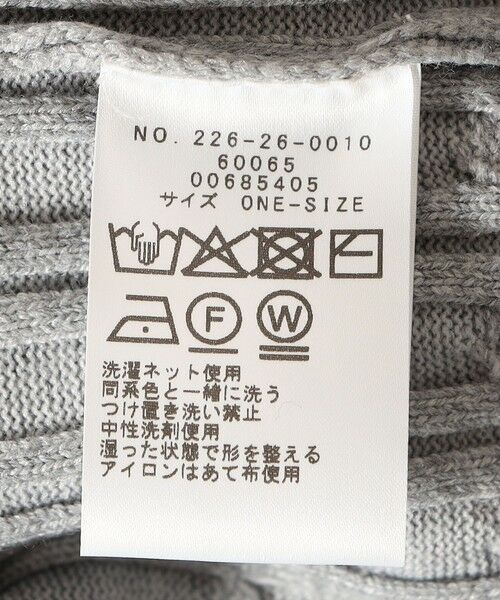 NO. 226-26-0010
60065
00685405
サイズ ONE-SIZE
F W
洗濯ネット使用
同系色と一緒に洗う
つけ置き洗い禁止
中性洗剤使用
湿った状態で形を整える
アイロンはあて布使用